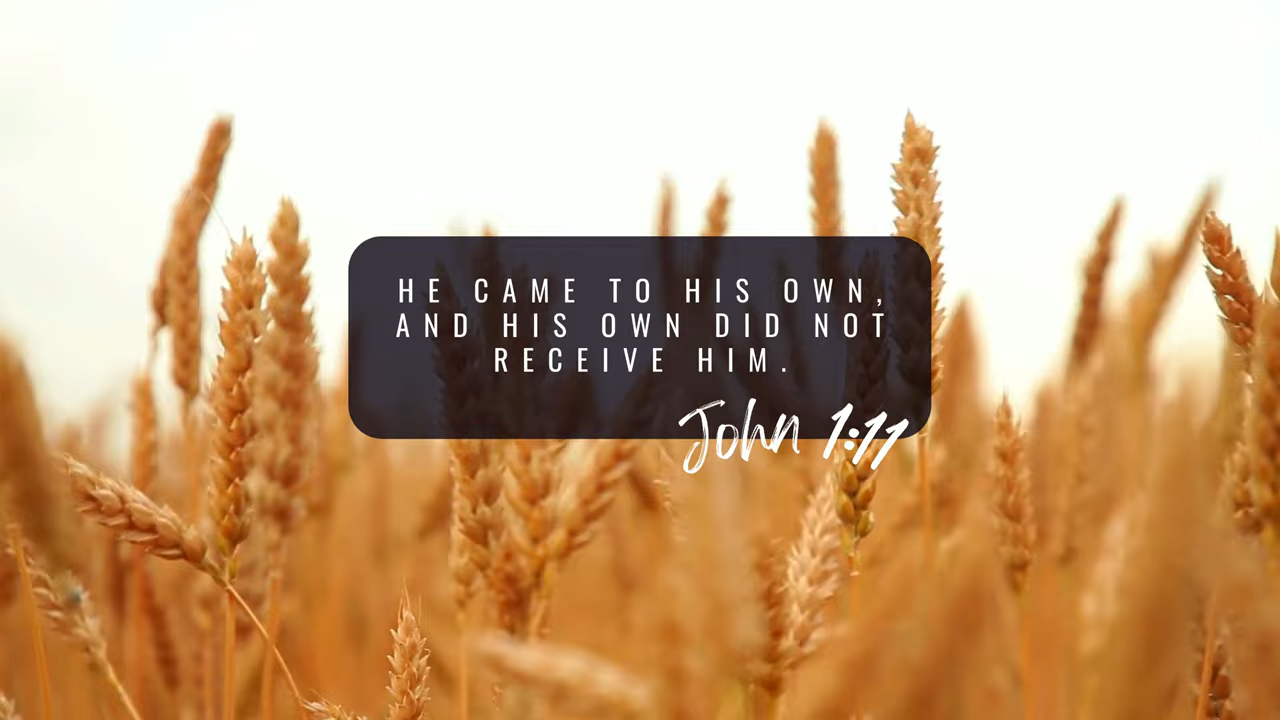 HE CAME TO HIS OWN,
AND HIS OWN DID NOT
RECEIVE HIM.
John 1:11